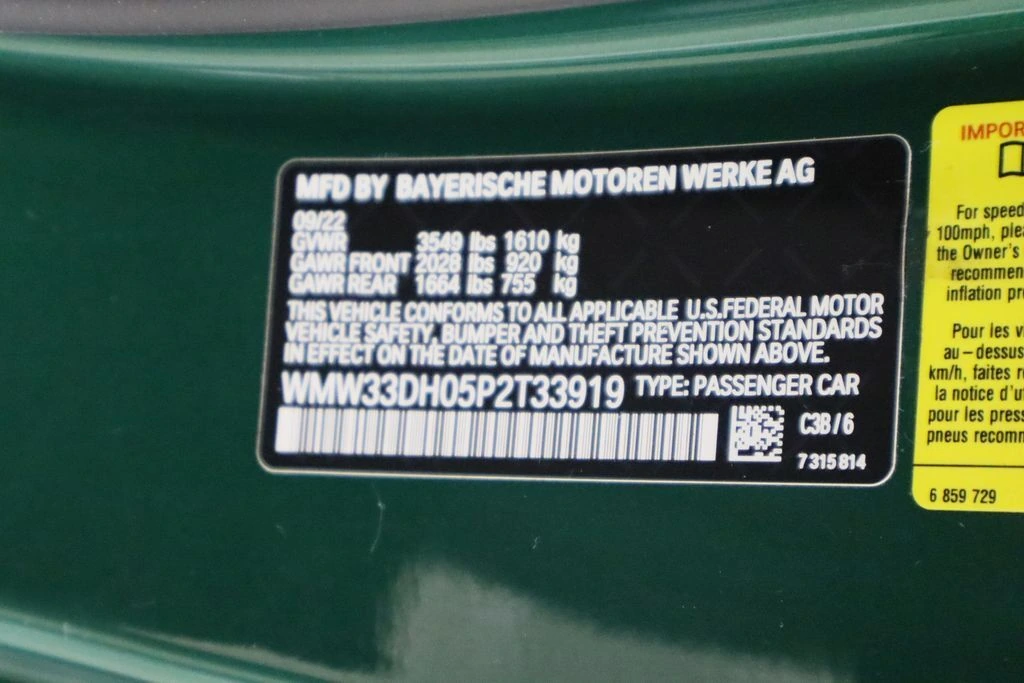 MFD BY BAYERISCHE MOTOREN WERKE AG
09/22
GVWR 3549 lbs 1610 kg
GAWR FRONT 2028 lbs 920 kg
GAWR REAR 1664 lbs 755 kg
THIS VEHICLE CONFORMS TO ALL APPLICABLE U.S.FEDERAL MOTOR
VEHICLE SAFETY, BUMPER AND THEFT PREVENTION STANDARDS
IN EFFECT ON THE DATE OF MANUFACTURE SHOWN ABOVE.
WMW33DH05P2T33919 TYPE: PASSENGER CAR
C3B/6
7315814
IMPOR
For speed
100mph, plea
the Owner's
recommen
inflation pr
Pour les v
au-dessus
km/h, faites r
la notice d'ut
pour les press
pneus recomm
6 859 729